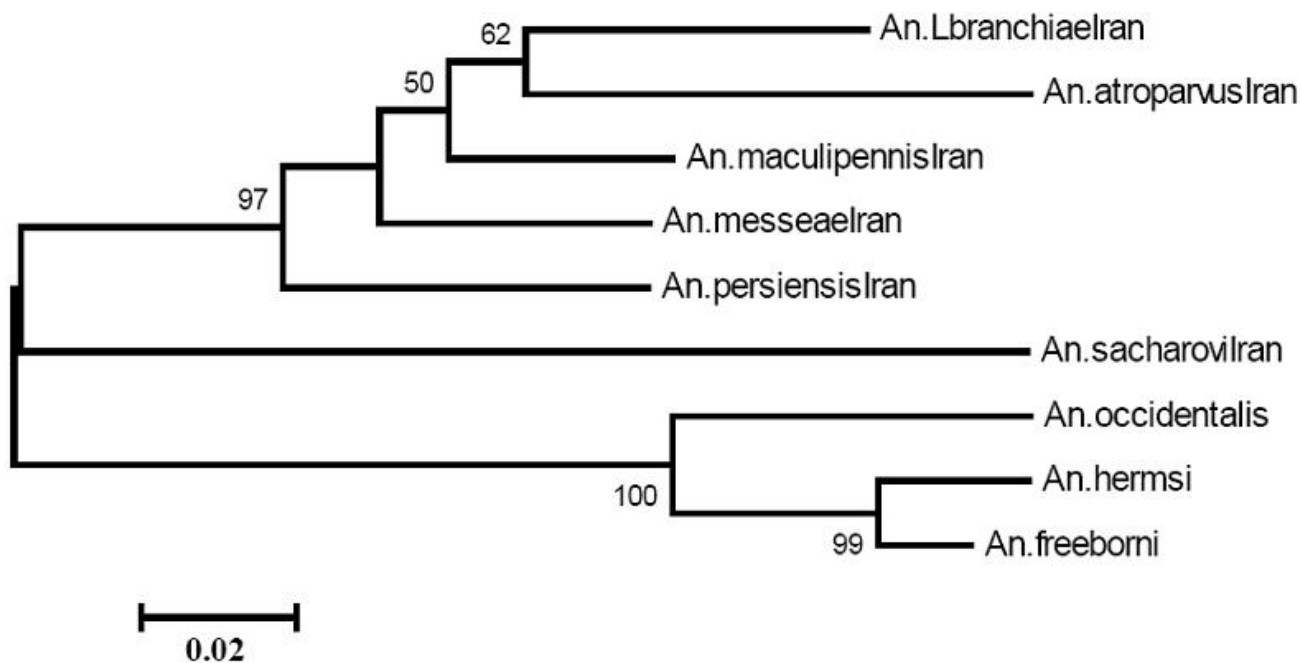 An.LbranchiaeIran
62
An.atroparvusIran
50
An.maculipennisIran
97
An.messeaeIran
An.persiensisIran
An.sacharoviIran
An.occidentalis
An.hermsi
100
99
An.freeborni
0.02